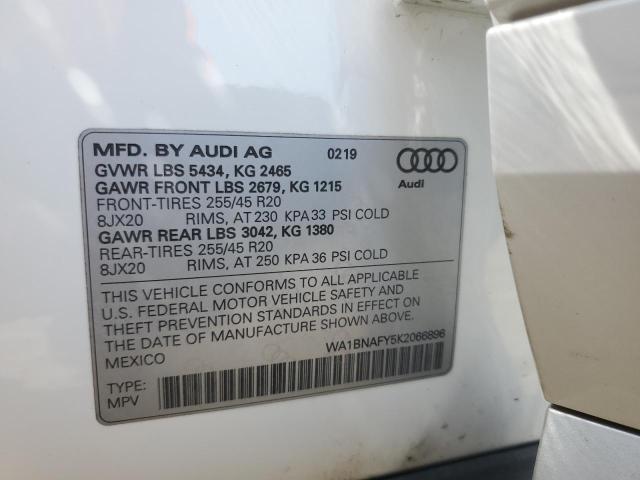 MFD. BY AUDI AG 0219
GVWR LBS 5434, KG 2465
GAWR FRONT LBS 2679, KG 1215
FRONT-TIRES 255/45 R20
8JX20 RIMS, AT 230 KPA 33 PSI COLD
GAWR REAR LBS 3042, KG 1380
REAR-TIRES 255/45 R20
8JX20 RIMS, AT 250 KPA 36 PSI COLD
Audi
THIS VEHICLE CONFORMS TO ALL APPLICABLE
U.S. FEDERAL MOTOR VEHICLE SAFETY AND
THEFT PREVENTION STANDARDS IN EFFECT ON
THE DATE OF MANUFACTURE SHOWN ABOVE.
MEXICO
WA1BNAFY5K2066896
TYPE:
MPV